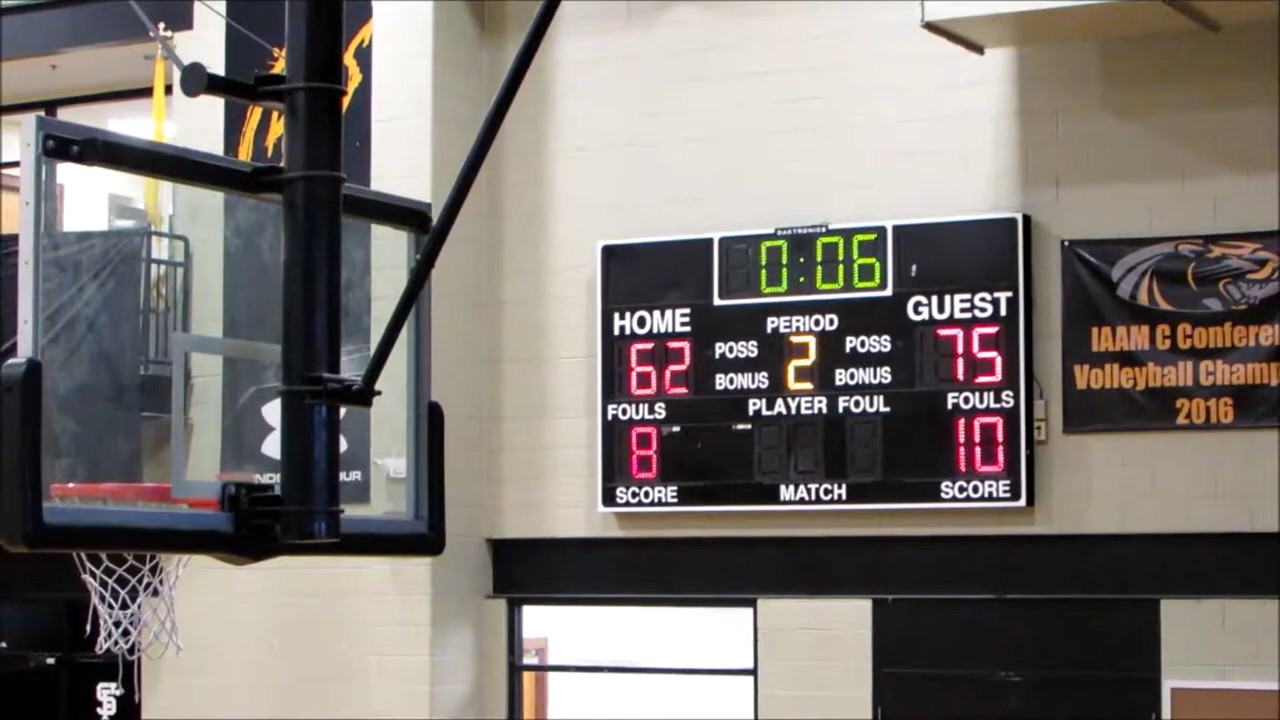 DAKTRONICS
0:06
HOME
PERIOD
GUEST
62
POSS
2
POSS
75
BONUS
BONUS
FOULS
PLAYER FOUL
FOULS
8
10
SCORE
MATCH
SCORE
IAAM C Conferen
Volleyball Champ
2016